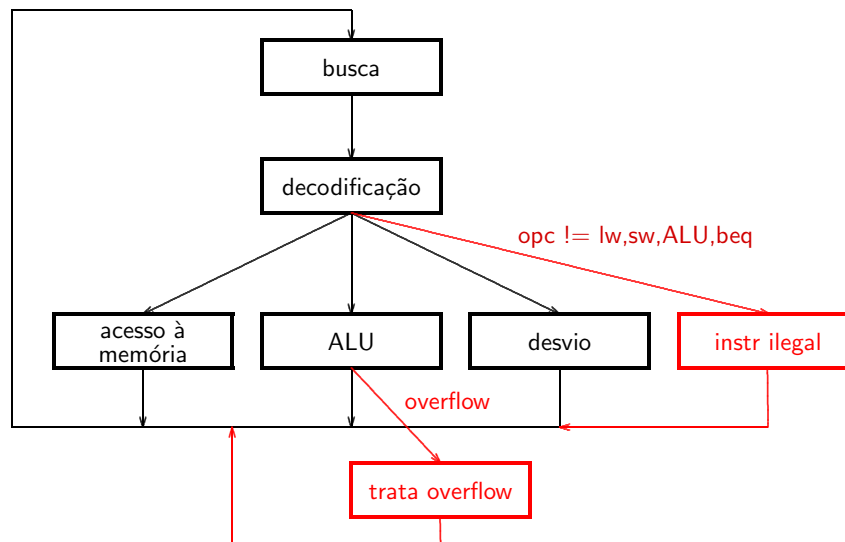 busca
decodificação
opc != lw,sw,ALU,beq
acesso à
memória
ALU
desvio
instr ilegal
overflow
trata overflow